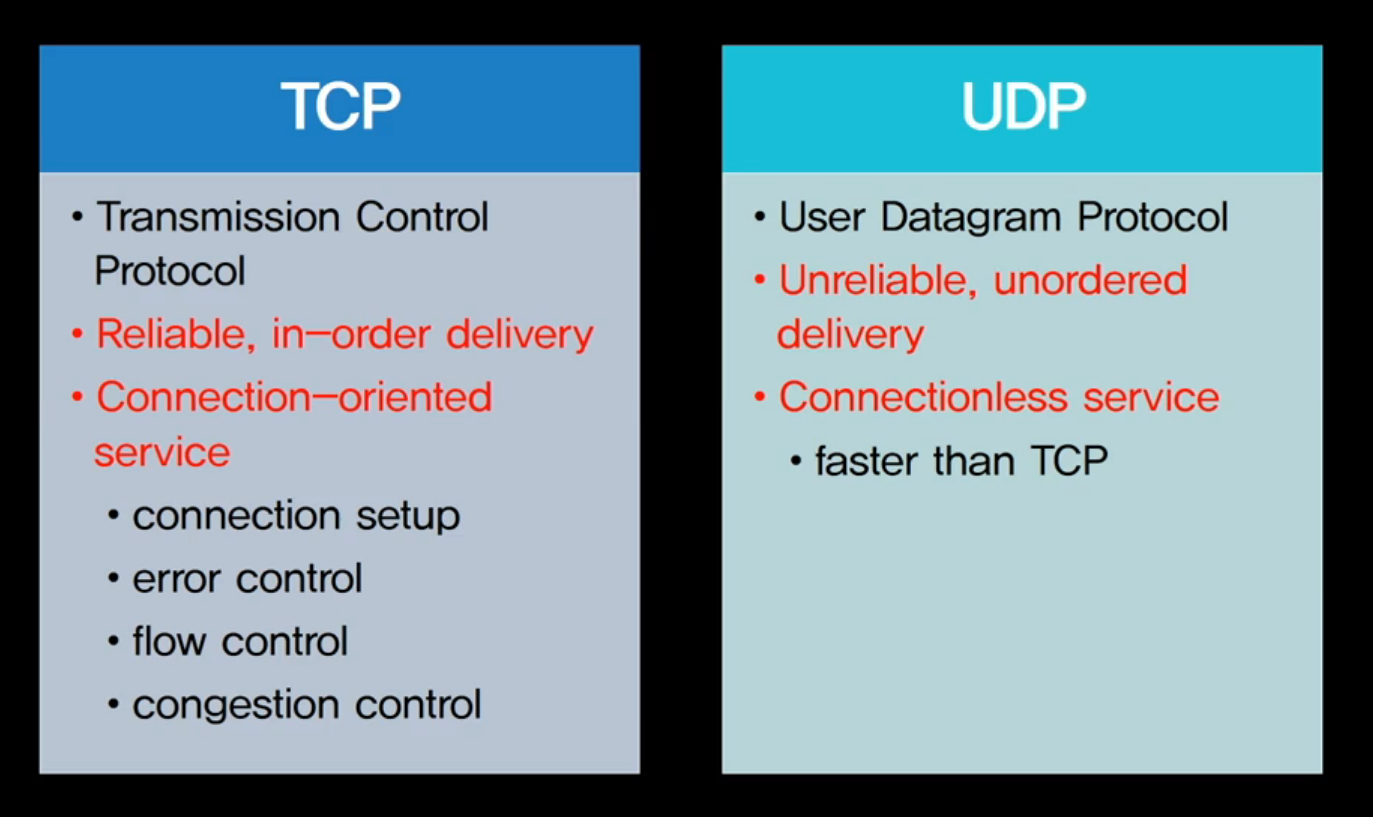 TCP
• Transmission Control
Protocol
• Reliable, in–order delivery
• Connection–oriented
service
• connection setup
• error control
• flow control
• congestion control
UDP
• User Datagram Protocol
• Unreliable, unordered
delivery
• Connectionless service
• faster than TCP